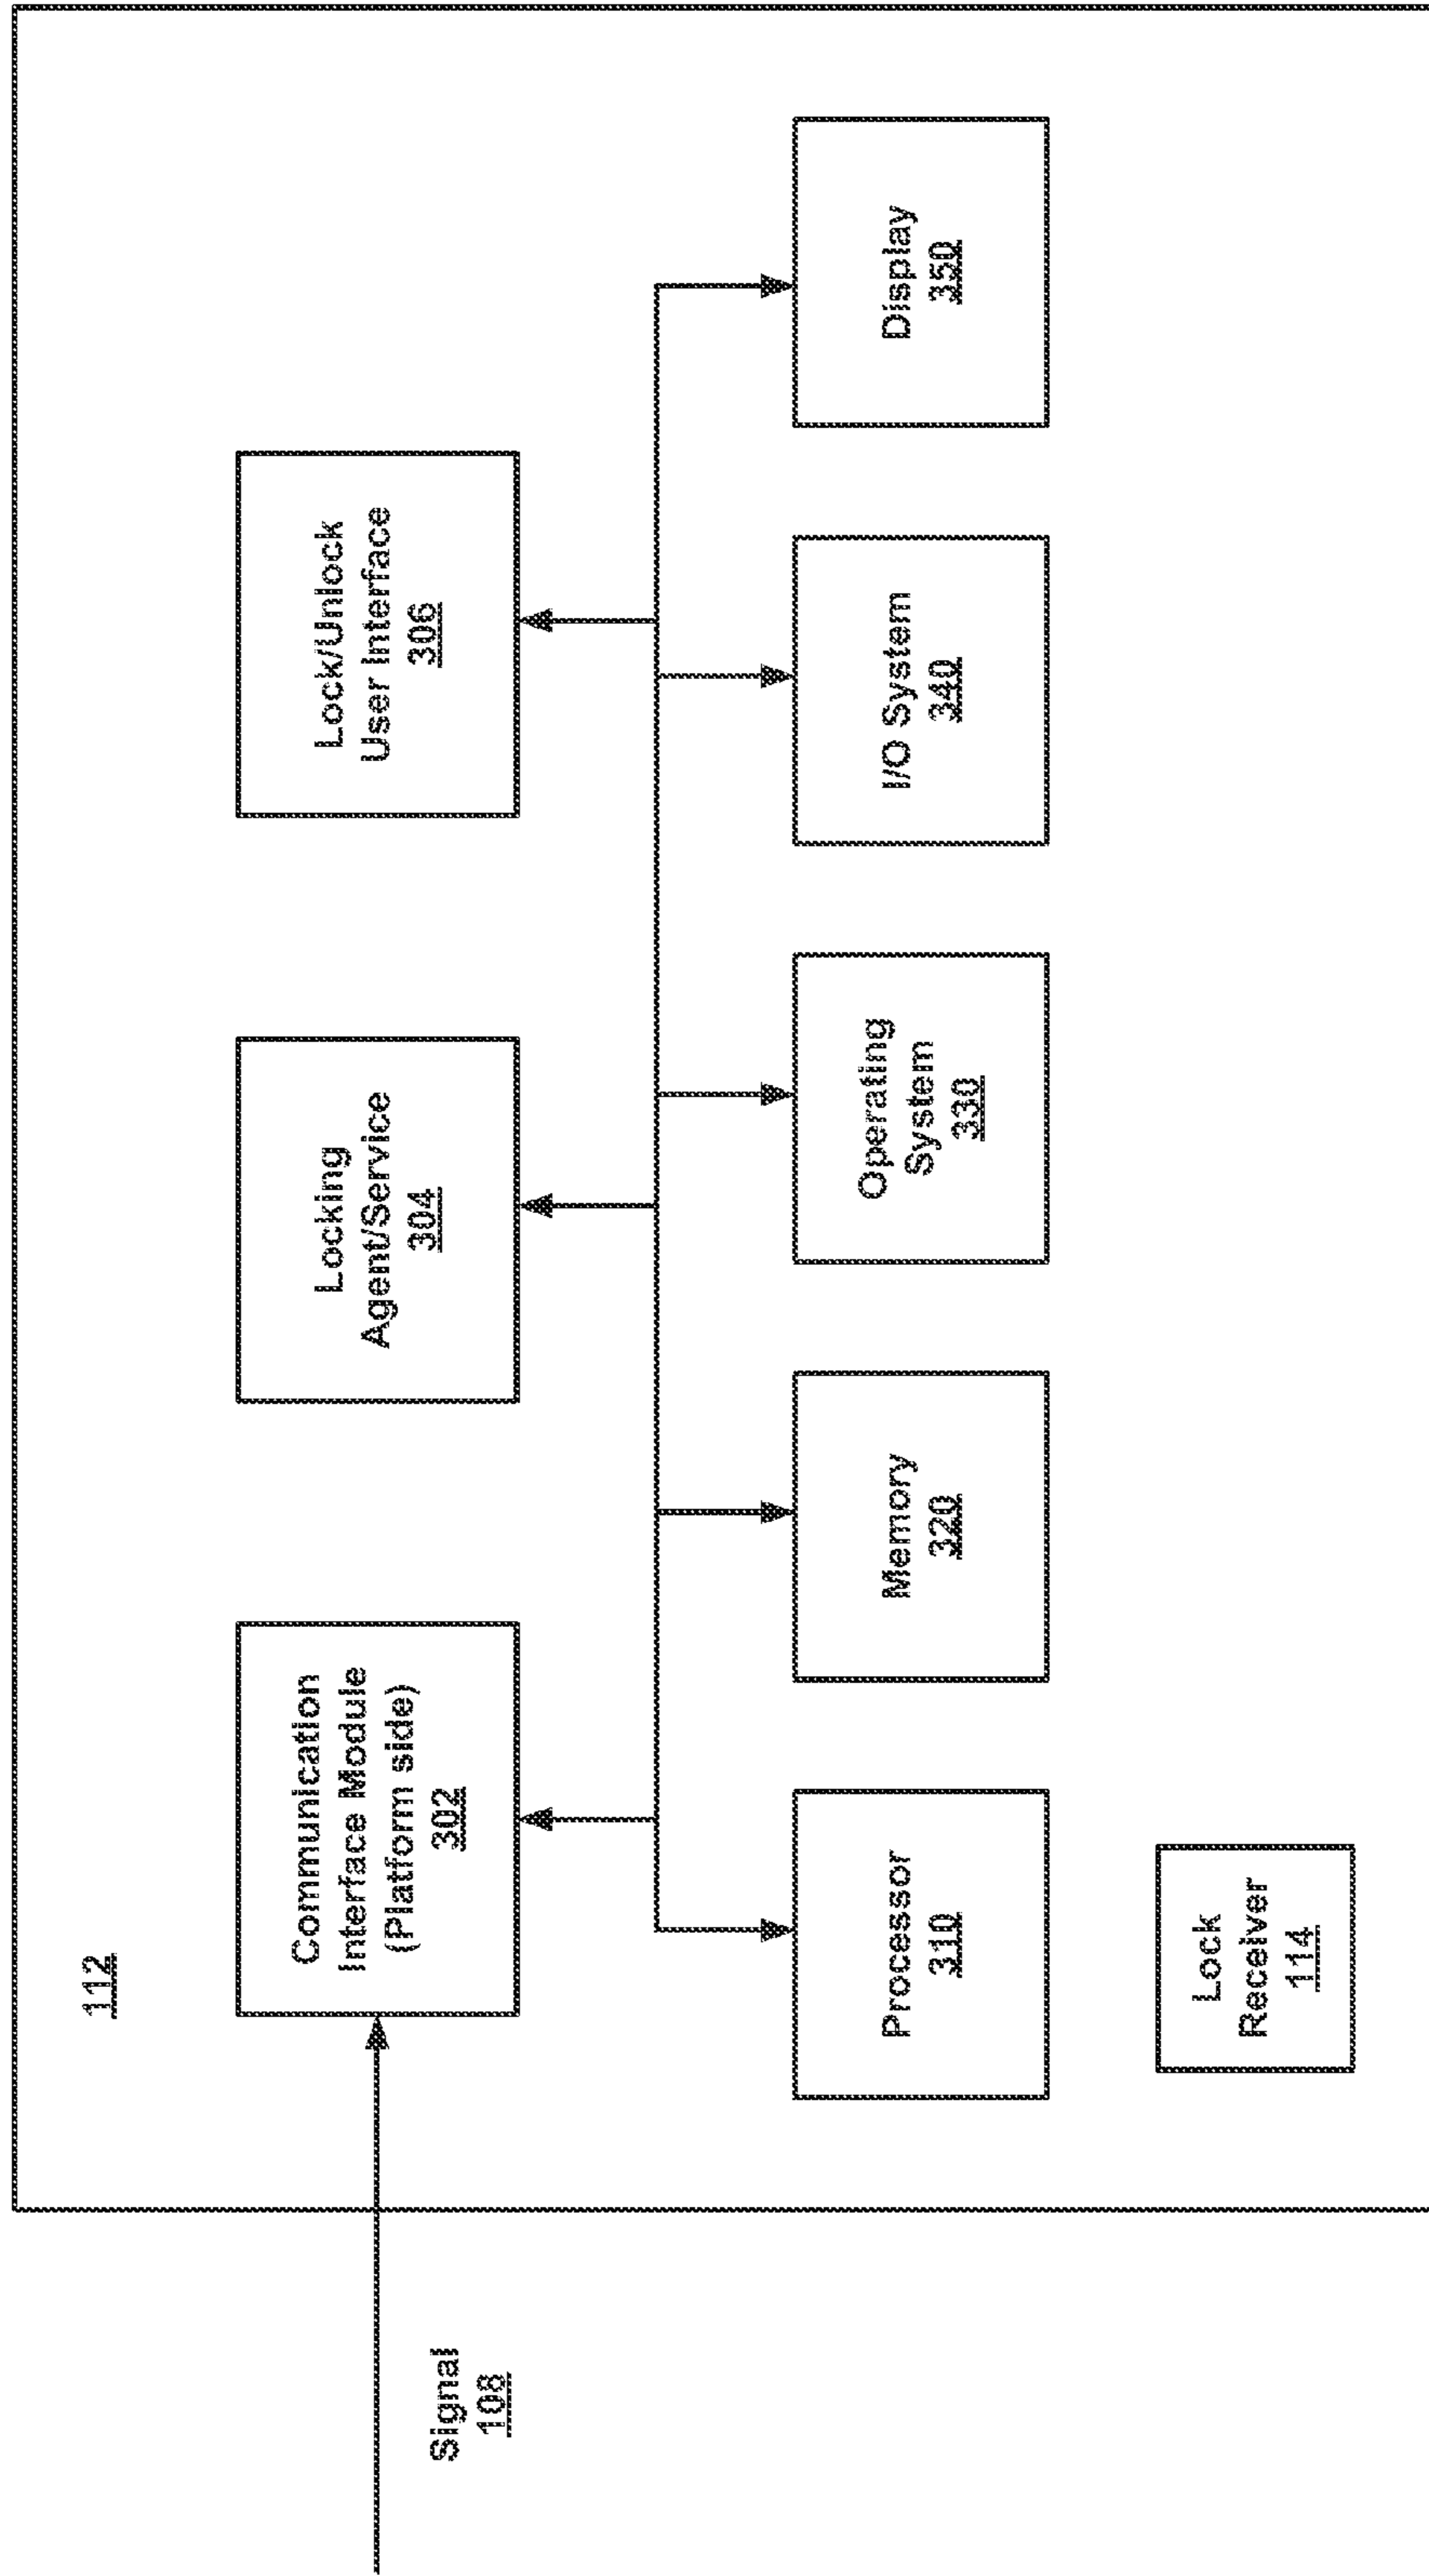 112
Signal
108
Communication
Interface Module
(Platform side)
302
Locking
Agent/Service
304
Lock/Unlock
User Interface
306
Processor
310
Memory
320
Operating
System
330
I/O System
340
Display
350
Lock
Receiver
114